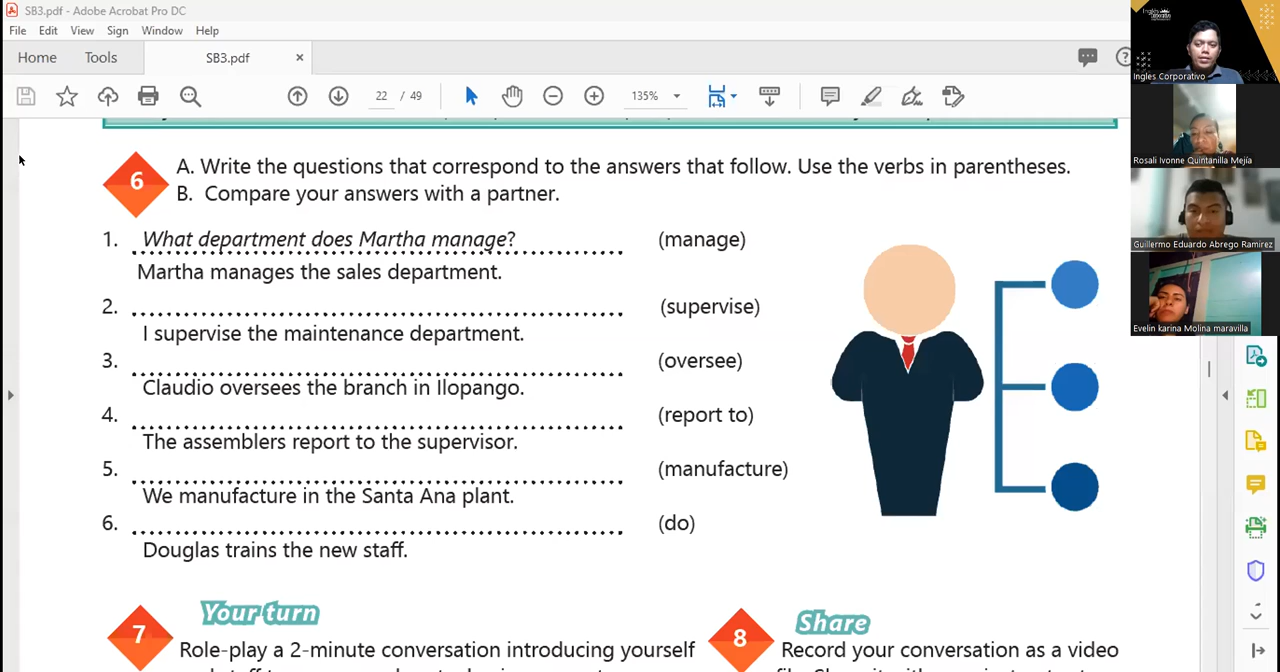 SB3.pdf - Adobe Acrobat Pro DC
File Edit View Sign Window Help
Home Tools SB3.pdf ×
22 / 49 135%
6 A. Write the questions that correspond to the answers that follow. Use the verbs in parentheses.
B. Compare your answers with a partner.
1. What department does Martha manage? (manage)
Martha manages the sales department.
2. (supervise)
I supervise the maintenance department.
3. (oversee)
Claudio oversees the branch in Ilopango.
4. (report to)
The assemblers report to the supervisor.
5. (manufacture)
We manufacture in the Santa Ana plant.
6. (do)
Douglas trains the new staff.
7 Your turn
Role-play a 2-minute conversation introducing yourself
8 Share
Record your conversation as a video
Ingles Corporativo
Rosali Ivonne Quintanilla Mejía
Guillermo Eduardo Abrego Ramirez
Evelin karina Molina maravilla